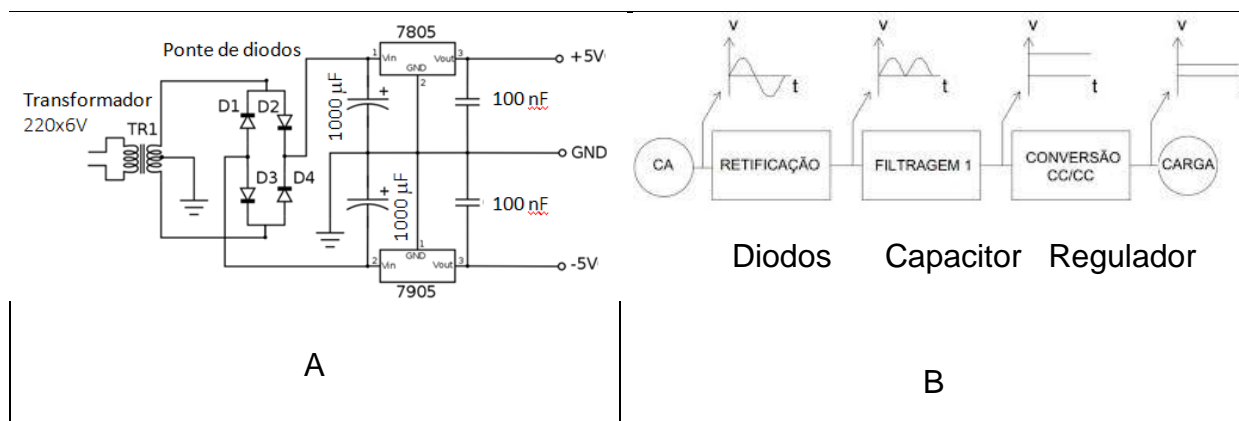 Ponte de diodos
Transformador
220x6V
TR1
D1
D2
D3
D4
7805
1
Vin
Vout
3
GND
2
+5V
1000 µF
+
100 nF
GND
1000 µF
+
100 nF
1
GND
2
Vin
Vout
3
7905
-5V
A
V
t
V
t
V
t
V
t
CA
RETIFICAÇÃO
FILTRAGEM 1
CONVERSÃO
CC/CC
CARGA
Diodos
Capacitor
Regulador
B